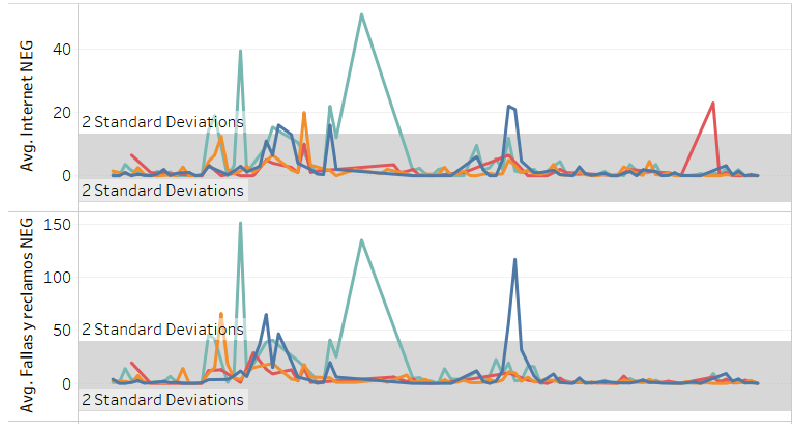 Avg. Internet NEG
40
20
0
2 Standard Deviations
2 Standard Deviations
Avg. Fallas y reclamos NEG
150
100
50
0
2 Standard Deviations
2 Standard Deviations